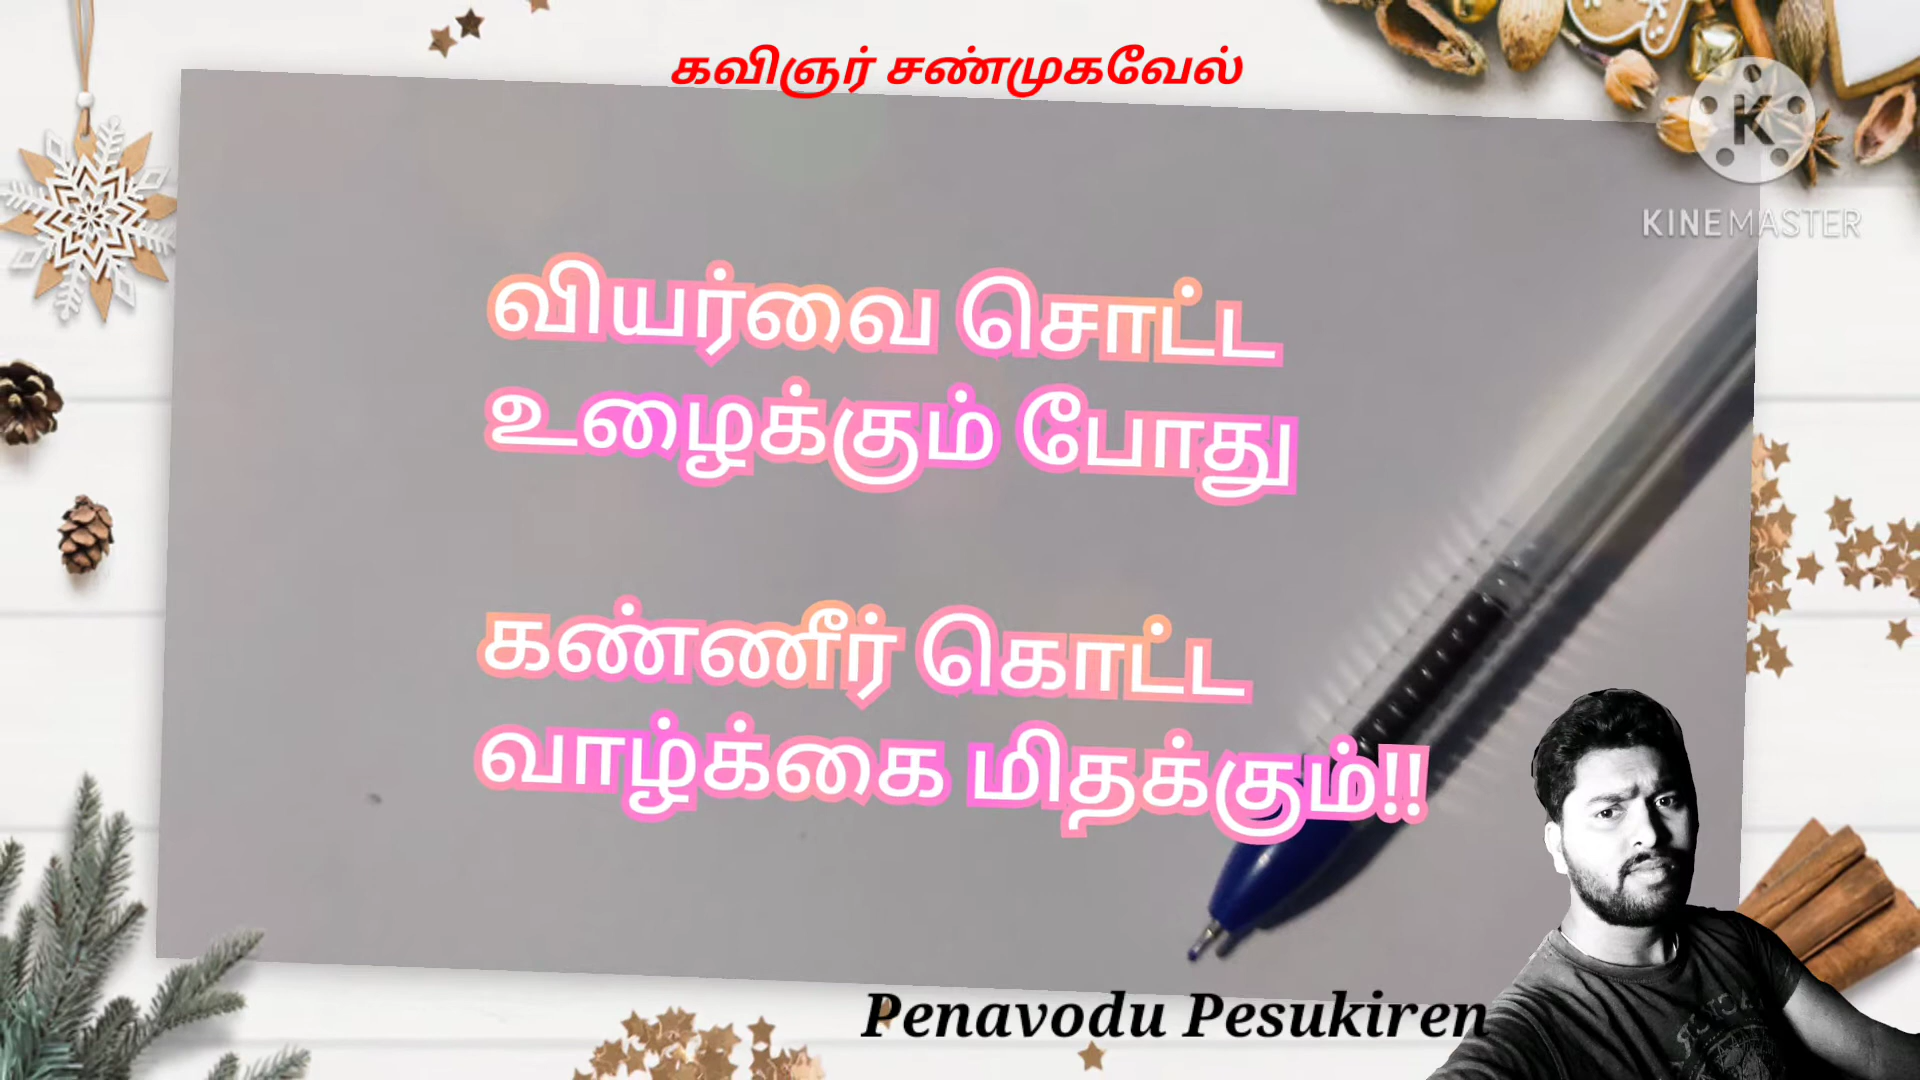 கவிஞர் சண்முகவேல்
K
KINEMASTER
வியர்வை சொட்ட
உழைக்கும் போது
கண்ணீர் கொட்ட
வாழ்க்கை மிதக்கும்!!
Penavodu Pesukiren